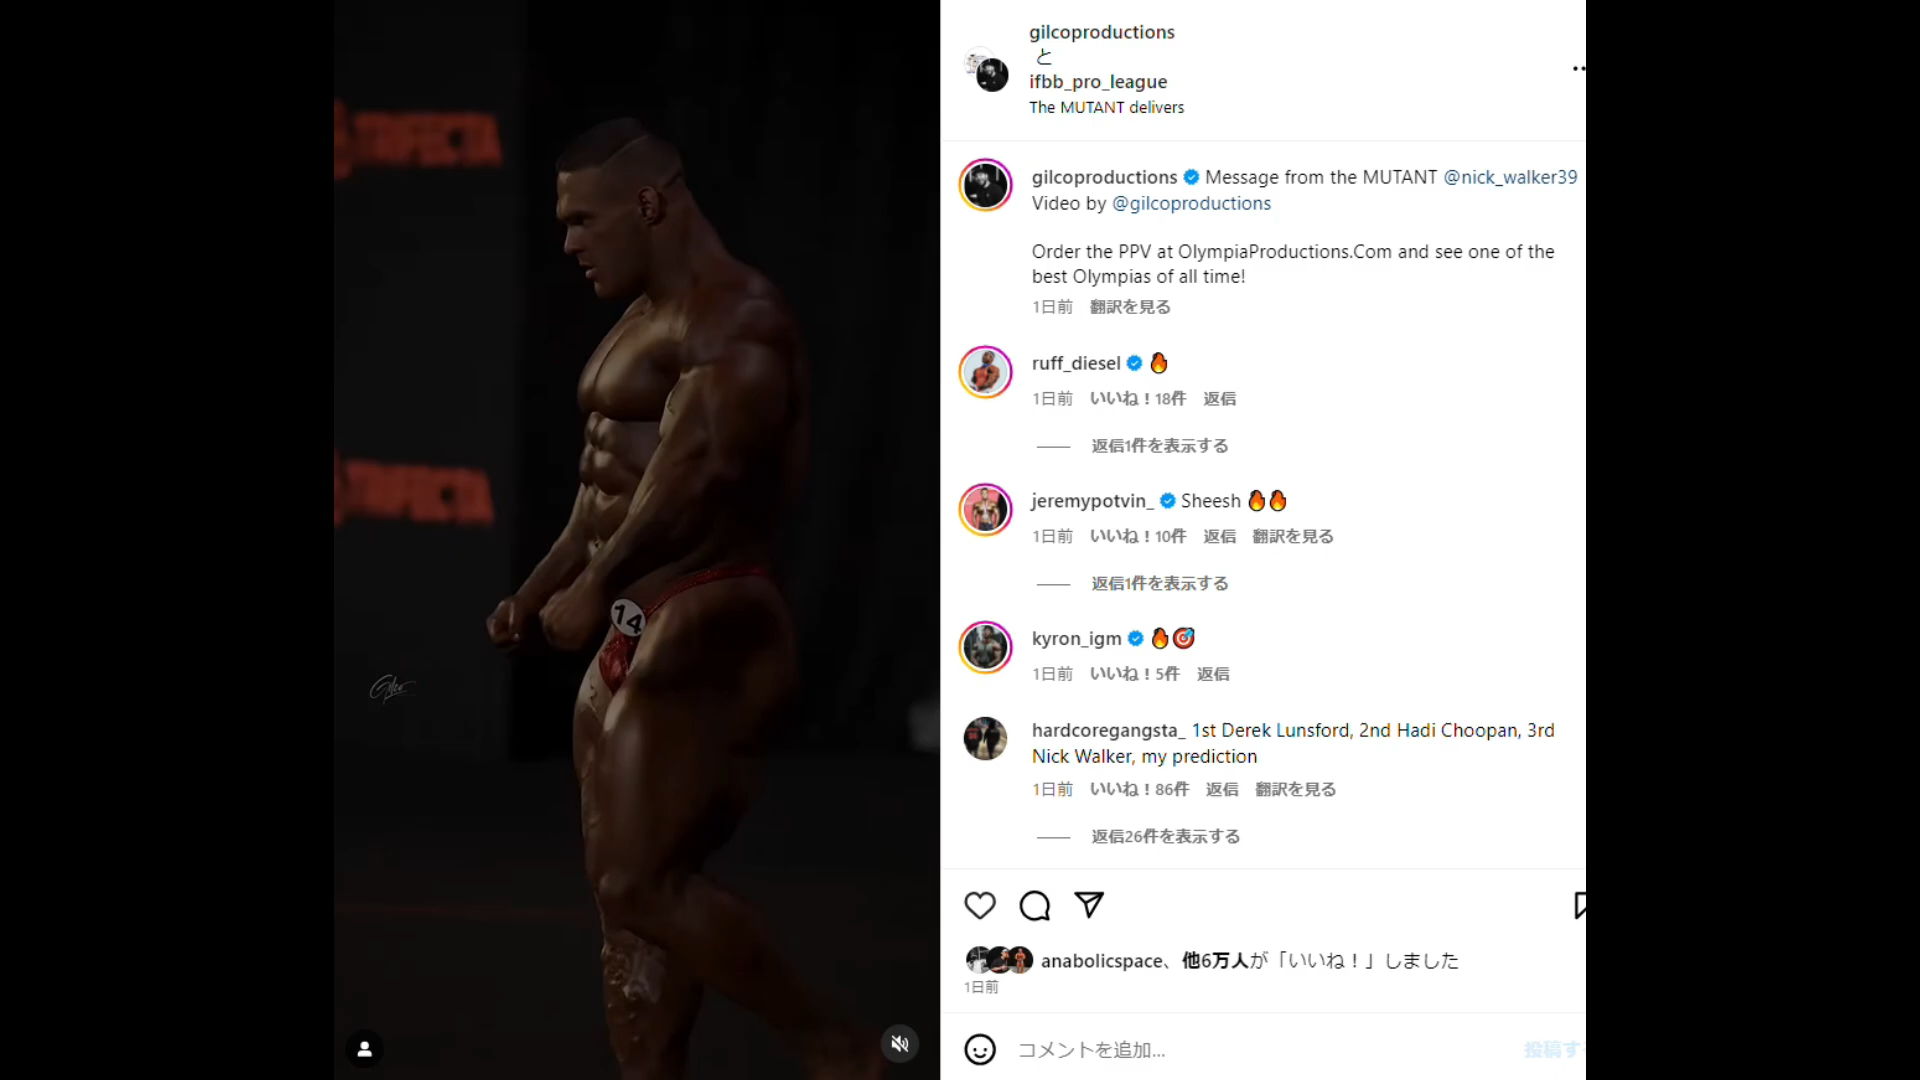 TRIFECTA
TRIFECTA
14
Gilco
gilcoproductions
と
ifbb_pro_league
The MUTANT delivers
gilcoproductions Message from the MUTANT @nick_walker39
Video by @gilcoproductions
Order the PPV at OlympiaProductions.Com and see one of the
best Olympias of all time!
1日前 翻訳を見る
ruff_diesel 🔥
1日前 いいね！18件 返信
返信1件を表示する
jeremypotvin_ Sheesh 🔥🔥
1日前 いいね！10件 返信 翻訳を見る
返信1件を表示する
kyron_igm 🔥🎯
1日前 いいね！5件 返信
hardcoregangsta_ 1st Derek Lunsford, 2nd Hadi Choopan, 3rd
Nick Walker, my prediction
1日前 いいね！86件 返信 翻訳を見る
返信26件を表示する
anabolicspace、他6万人が「いいね！」しました
1日前
コメントを追加...
投稿す